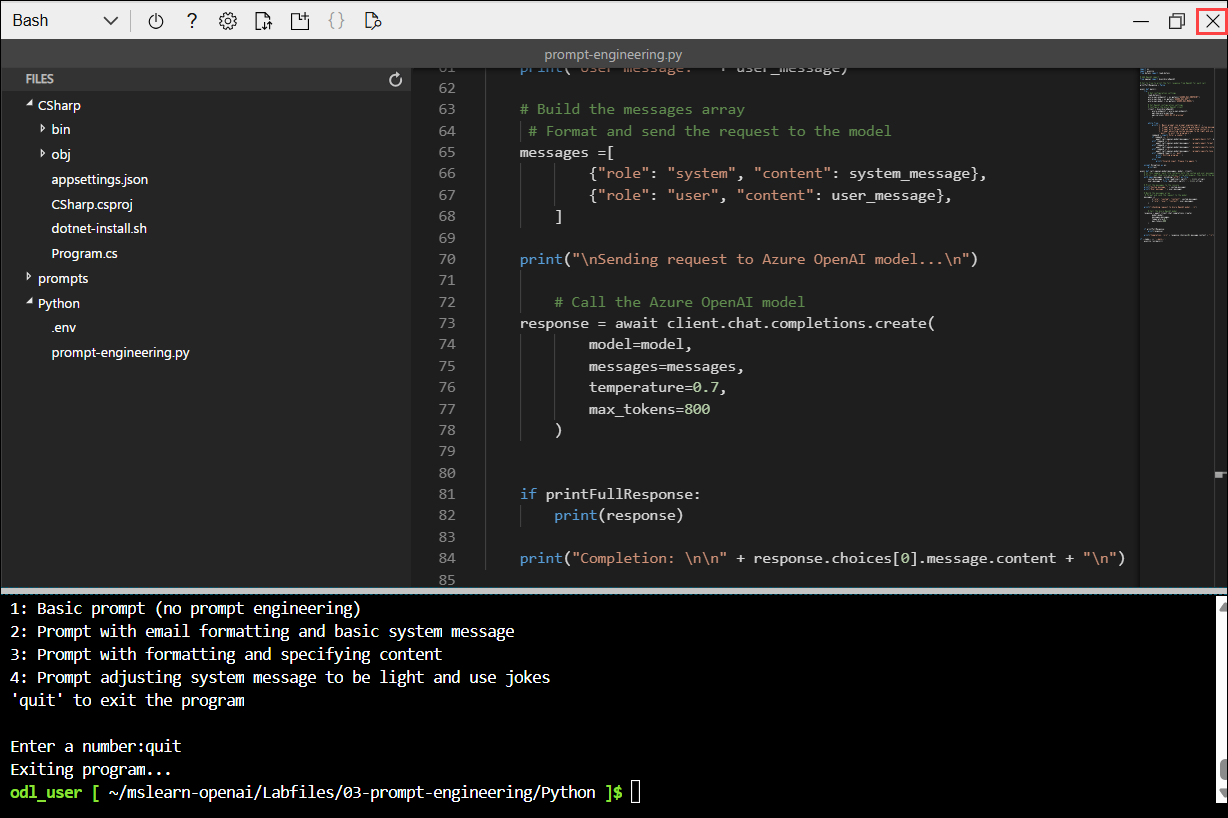 Bash
?
{}
prompt-engineering.py
FILES
CSharp
bin
obj
appsettings.json
CSharp.csproj
dotnet-install.sh
Program.cs
prompts
Python
.env
prompt-engineering.py
61 print("User message: " + user_message)
62
63 # Build the messages array
64 # Format and send the request to the model
65 messages =[
66 {"role": "system", "content": system_message},
67 {"role": "user", "content": user_message},
68 ]
69
70 print("\nSending request to Azure OpenAI model...\n")
71
72 # Call the Azure OpenAI model
73 response = await client.chat.completions.create(
74 model=model,
75 messages=messages,
76 temperature=0.7,
77 max_tokens=800
78 )
79
80
81 if printFullResponse:
82 print(response)
83
84 print("Completion: \n\n" + response.choices[0].message.content + "\n")
85
1: Basic prompt (no prompt engineering)
2: Prompt with email formatting and basic system message
3: Prompt with formatting and specifying content
4: Prompt adjusting system message to be light and use jokes
'quit' to exit the program
Enter a number:quit
Exiting program...
odl_user [ ~/mslearn-openai/Labfiles/03-prompt-engineering/Python ]$